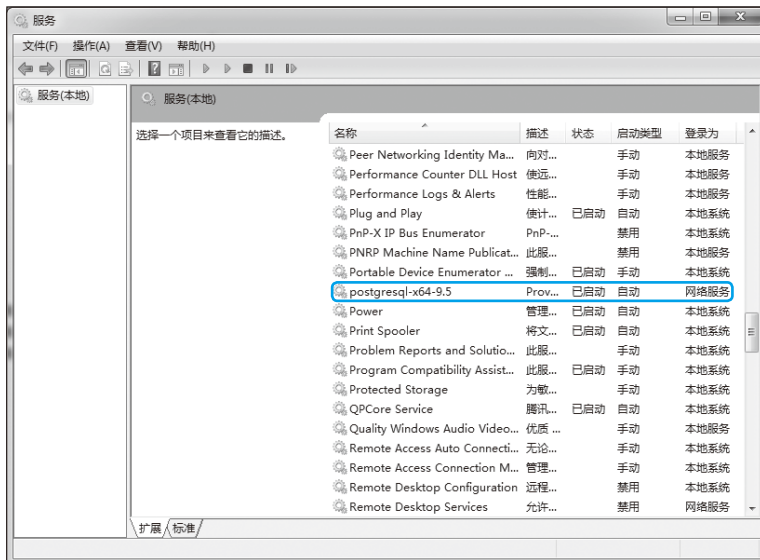 服务
文件(F) 操作(A) 查看(V) 帮助(H)
服务(本地)
服务(本地)
选择一个项目来查看它的描述。
名称 描述 状态 启动类型 登录为
Peer Networking Identity Ma... 向对... 手动 本地服务
Performance Counter DLL Host 使远... 手动 本地服务
Performance Logs & Alerts 性能... 手动 本地服务
Plug and Play 使计... 已启动 自动 本地系统
PnP-X IP Bus Enumerator PnP-... 禁用 本地系统
PNRP Machine Name Publicat... 此服... 禁用 本地服务
Portable Device Enumerator ... 强制... 已启动 手动 本地系统
postgresql-x64-9.5 Prov... 已启动 自动 网络服务
Power 管理... 已启动 自动 本地系统
Print Spooler 将文... 已启动 自动 本地系统
Problem Reports and Solutio... 此服... 手动 本地系统
Program Compatibility Assist... 此服... 已启动 手动 本地系统
Protected Storage 为敏... 手动 本地系统
QPCore Service 腾讯... 已启动 自动 本地系统
Quality Windows Audio Video... 优质 ... 手动 本地服务
Remote Access Auto Connecti... 无论... 手动 本地系统
Remote Access Connection M... 管理... 手动 本地系统
Remote Desktop Configuration 远程... 禁用 本地系统
Remote Desktop Services 允许... 禁用 网络服务
扩展 标准